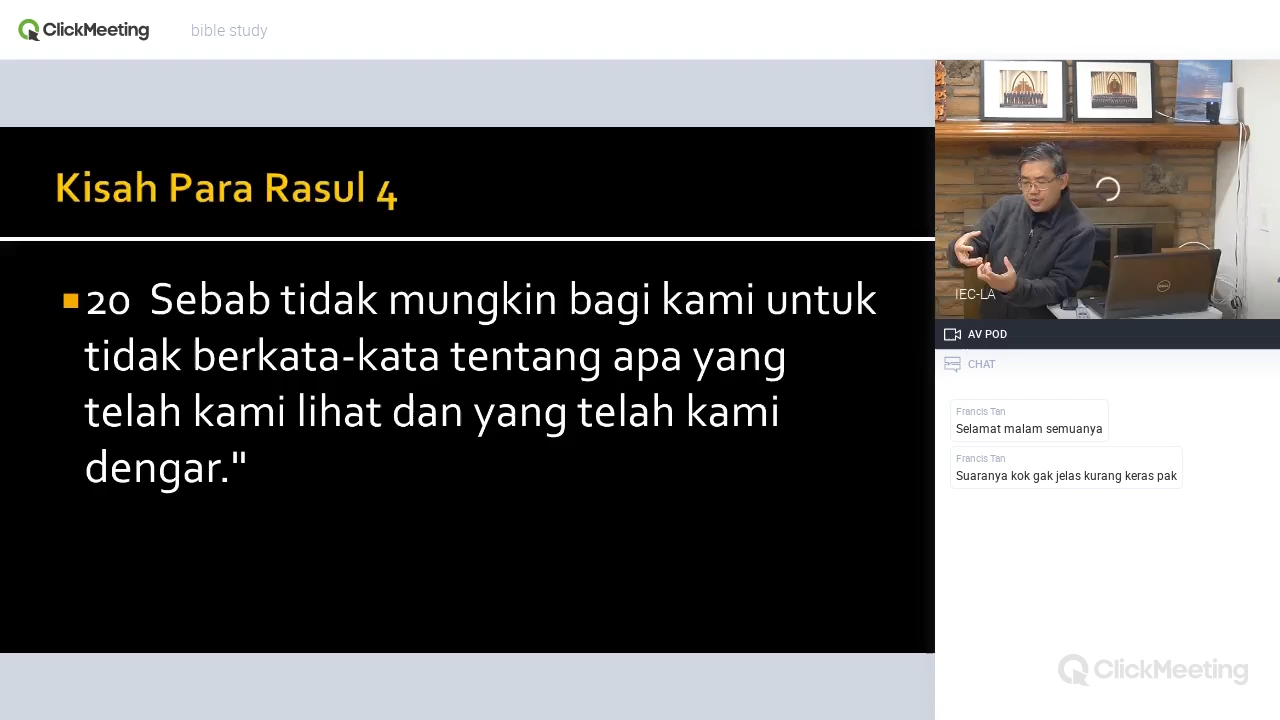 ClickMeeting
bible study
Kisah Para Rasul 4
20 Sebab tidak mungkin bagi kami untuk
tidak berkata-kata tentang apa yang
telah kami lihat dan yang telah kami
dengar."
IEC-LA
AV POD
CHAT
Francis Tan
Selamat malam semuanya
Francis Tan
Suaranya kok gak jelas kurang keras pak
ClickMeeting